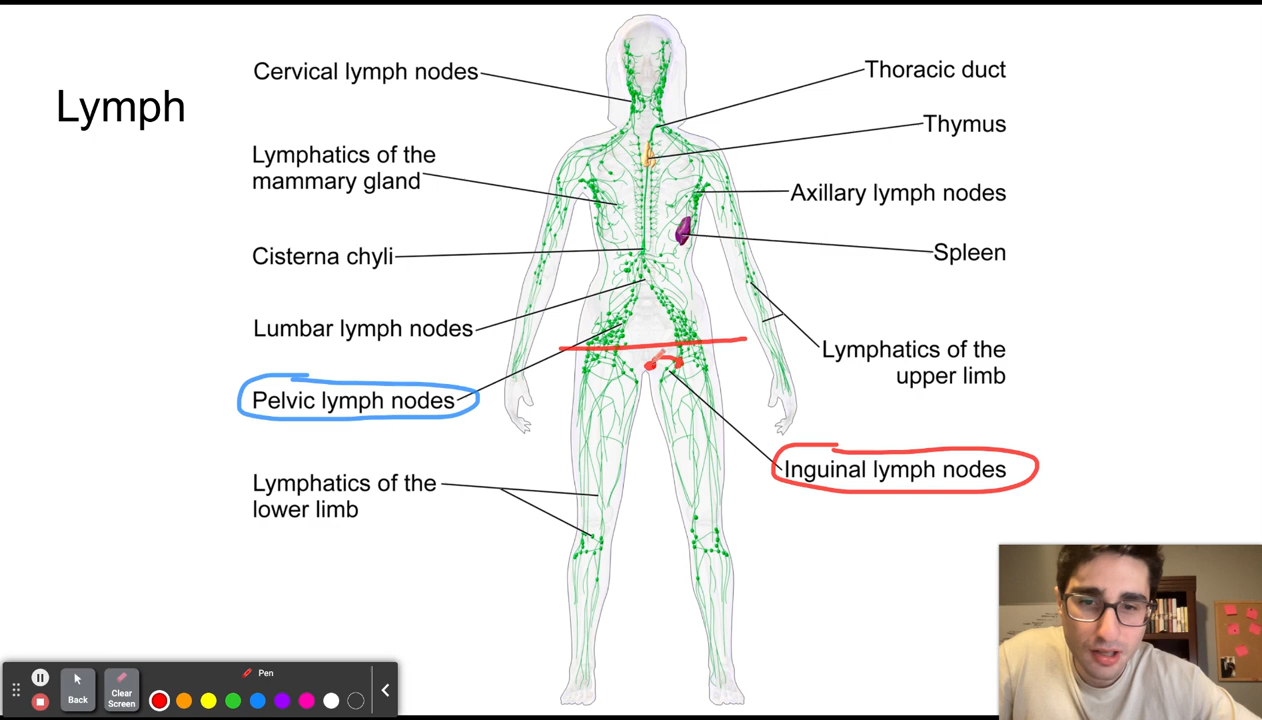 Lymph
Cervical lymph nodes
Lymphatics of the
mammary gland
Cisterna chyli
Lumbar lymph nodes
Pelvic lymph nodes
Lymphatics of the
lower limb
Thoracic duct
Thymus
Axillary lymph nodes
Spleen
Lymphatics of the
upper limb
Inguinal lymph nodes
Pen
Back
Clear
Screen